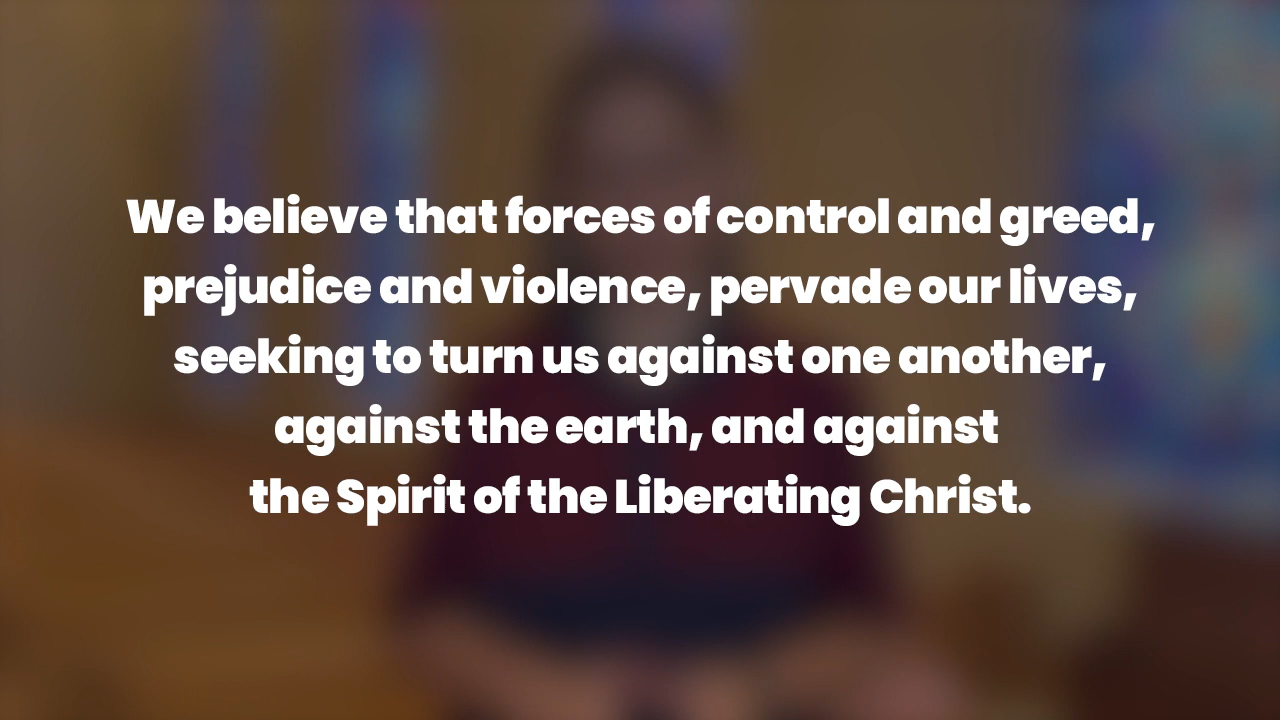 We believe that forces of control and greed,
prejudice and violence, pervade our lives,
seeking to turn us against one another,
against the earth, and against
the Spirit of the Liberating Christ.